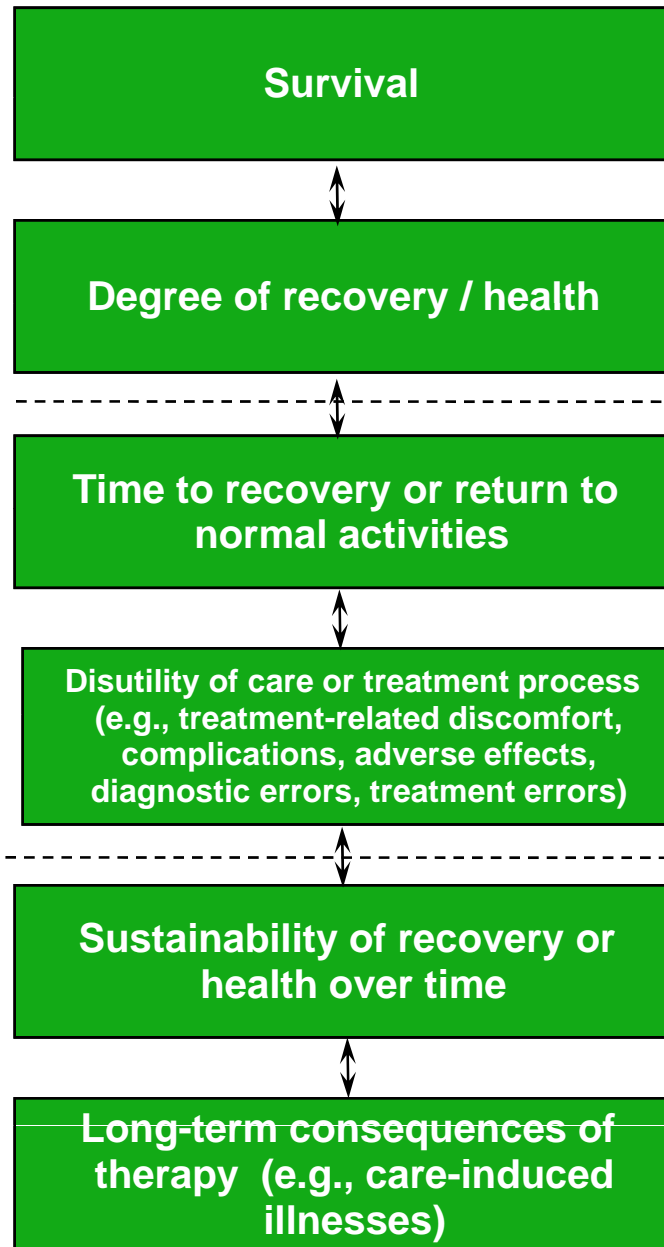 Survival
Degree of recovery / health
Time to recovery or return to
normal activities
Disutility of care or treatment process
(e.g., treatment-related discomfort,
complications, adverse effects,
diagnostic errors, treatment errors)
Sustainability of recovery or
health over time
Long-term consequences of
therapy (e.g., care-induced
illnesses)